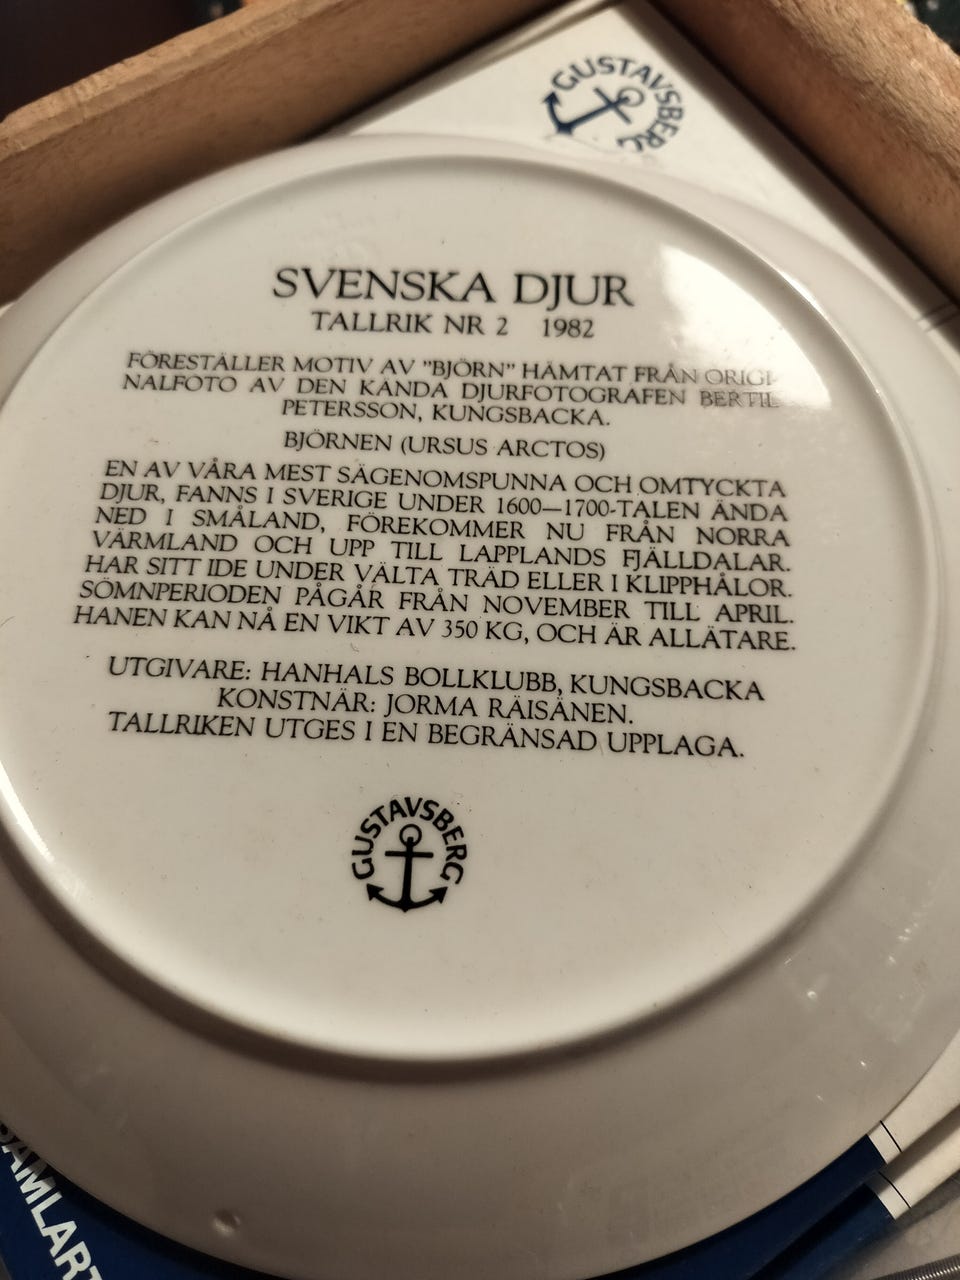 GUSTAVSBERG
SVENSKA DJUR
TALLRIK NR 2 1982
FÖRESTÄLLER MOTIV AV "BJÖRN" HÄMTAT FRÅN ORIGI-
NALFOTO AV DEN KÄNDA DJURFOTOGRAFEN BERTIL
PETERSSON, KUNGSBACKA.
BJÖRNEN (URSUS ARCTOS)
EN AV VÅRA MEST SÄGENOMSPUNNA OCH OMTYCKTA
DJUR, FANNS I SVERIGE UNDER 1600—1700-TALEN ÄNDA
NED I SMÅLAND, FÖREKOMMER NU FRÅN NORRA
VÄRMLAND OCH UPP TILL LAPPLANDS FJÄLLDALAR.
HAR SITT IDE UNDER VÄLTA TRÄD ELLER I KLIPPHÅLOR.
SÖMNPERIODEN PÅGÅR FRÅN NOVEMBER TILL APRIL.
HANEN KAN NÅ EN VIKT AV 350 KG, OCH ÄR ALLÄTARE.
UTGIVARE: HANHALS BOLLKLUBB, KUNGSBACKA
KONSTNÄR: JORMA RÄISÄNEN.
TALLRIKEN UTGES I EN BEGRÄNSAD UPPLAGA.
GUSTAVSBERG